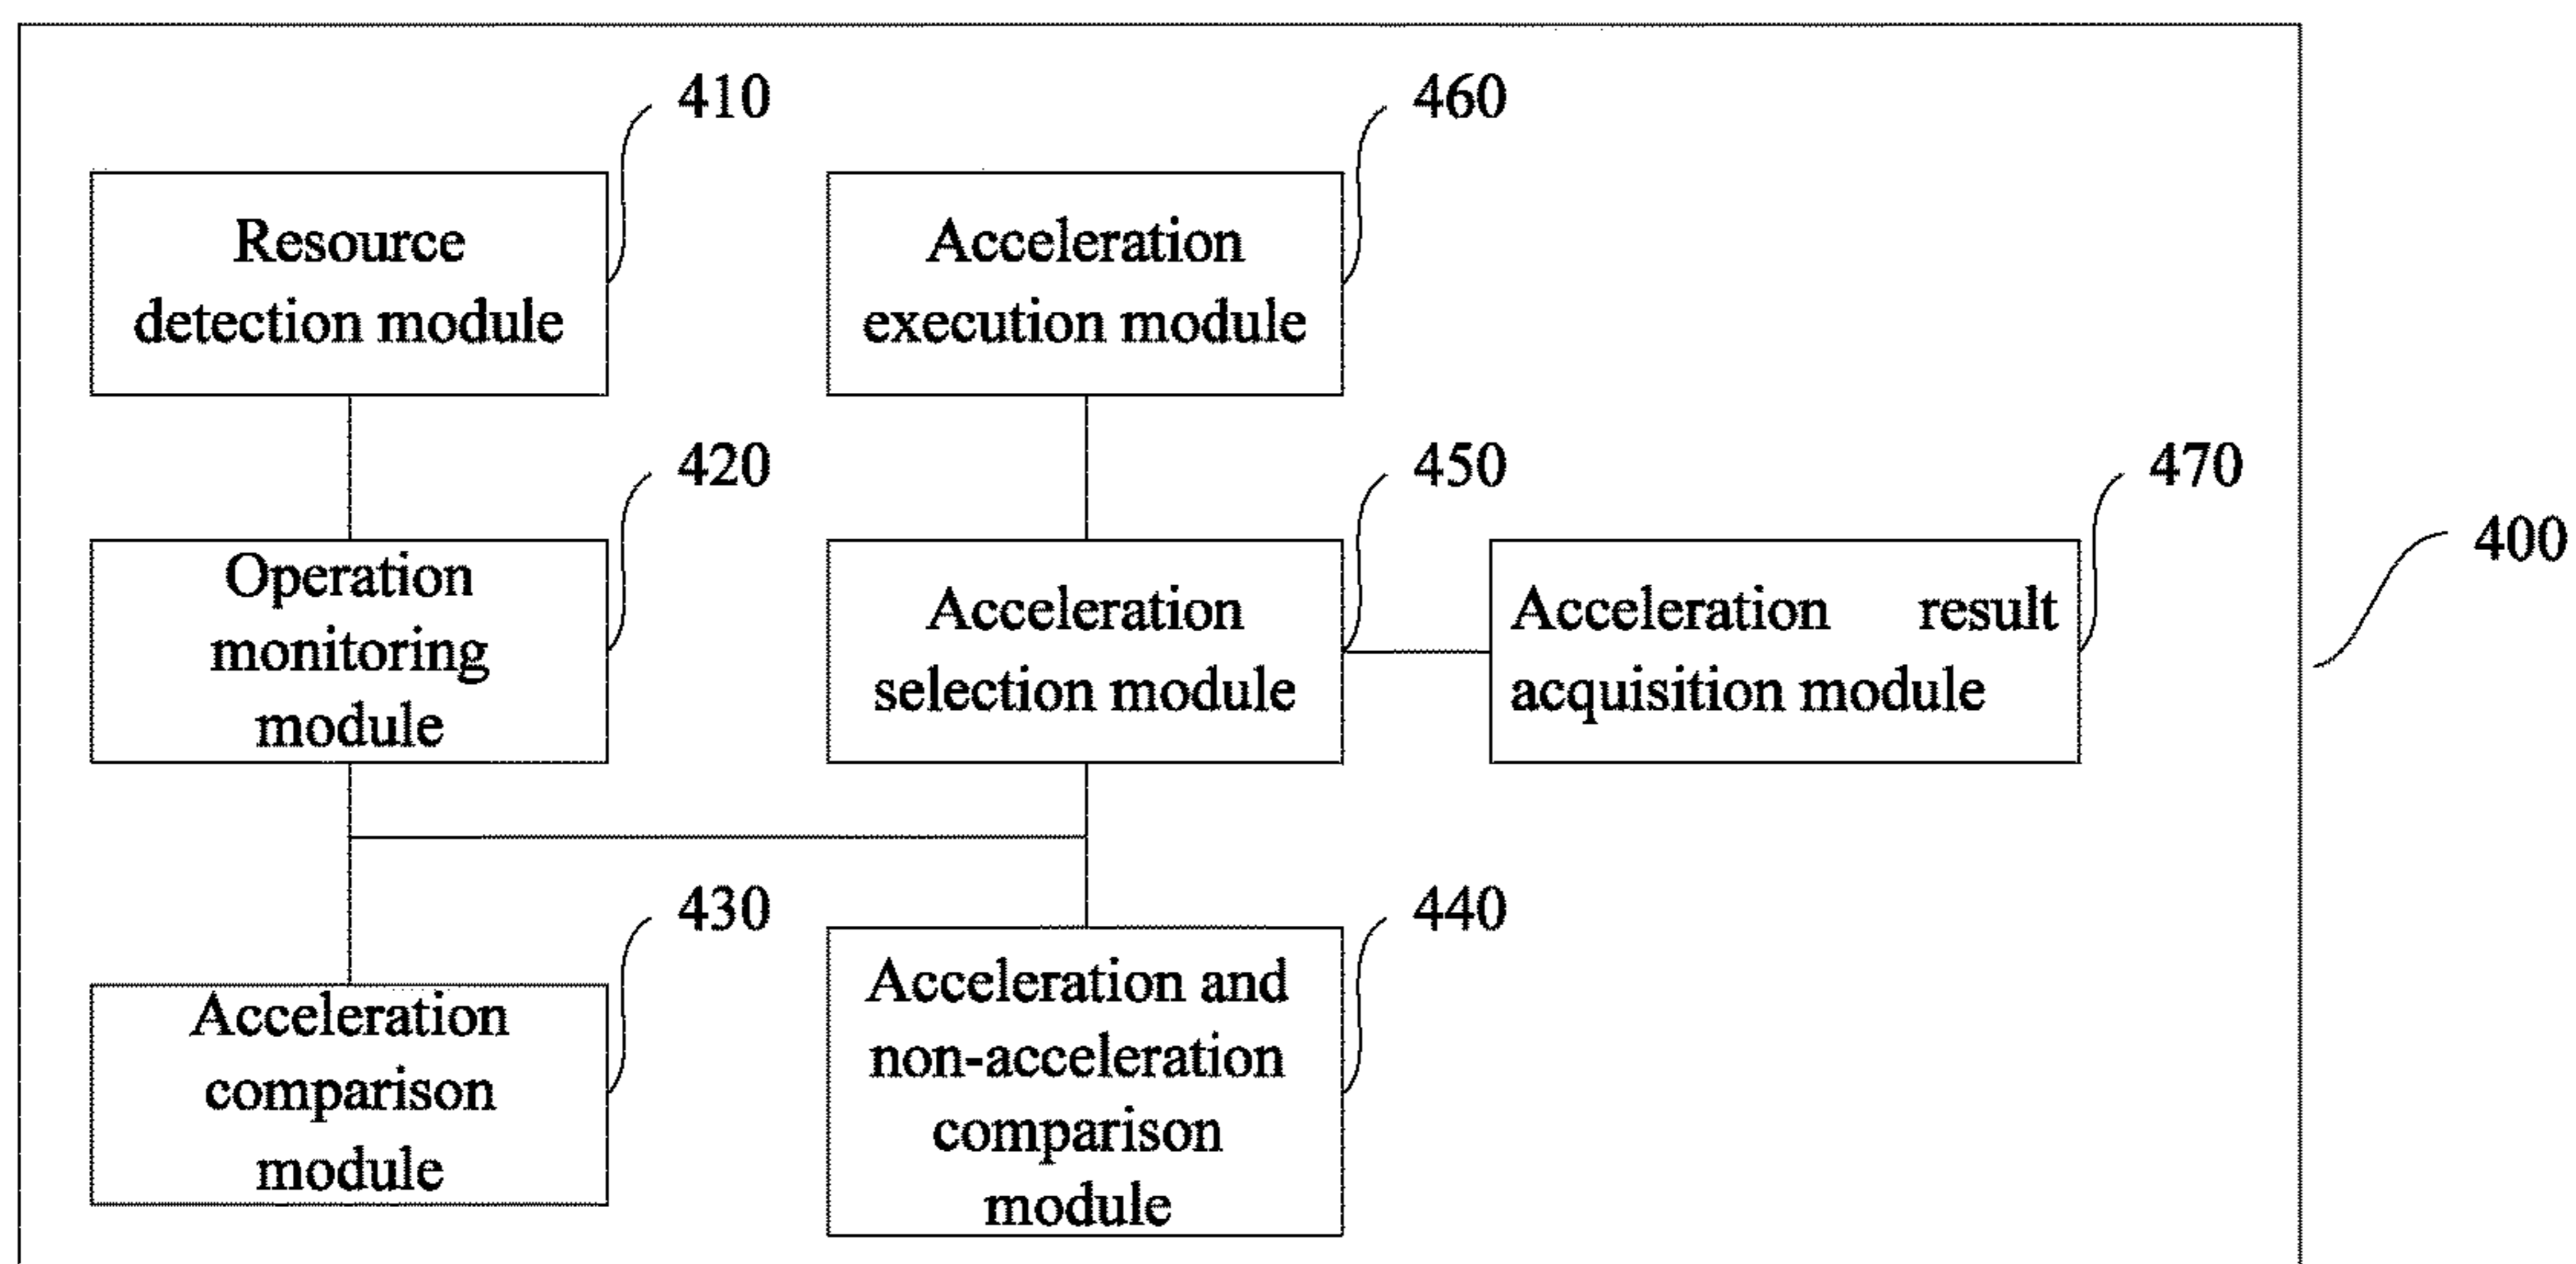 410
460
Resource
detection module
Acceleration
execution module
420
450
470
400
Operation
monitoring
module
Acceleration
selection module
Acceleration result
acquisition module
430
440
Acceleration
comparison
module
Acceleration and
non-acceleration
comparison
module